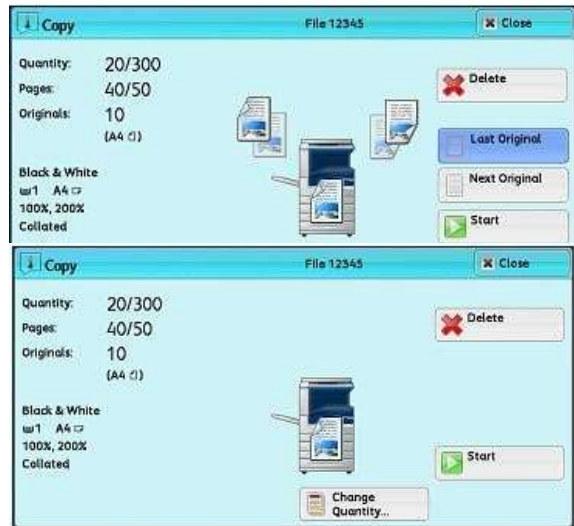 Copy File 12345 Close
Quantity: 20/300
Delete
Pages: 40/50
Originals: 10
(A4)
Last Original
Black & White
Next Original
1 A4
100%, 200%
Start
Collated
Copy File 12345 Close
Quantity: 20/300
Delete
Pages: 40/50
Originals: 10
(A4)
Black & White
1 A4
100%, 200%
Start
Collated
Change
Quantity...